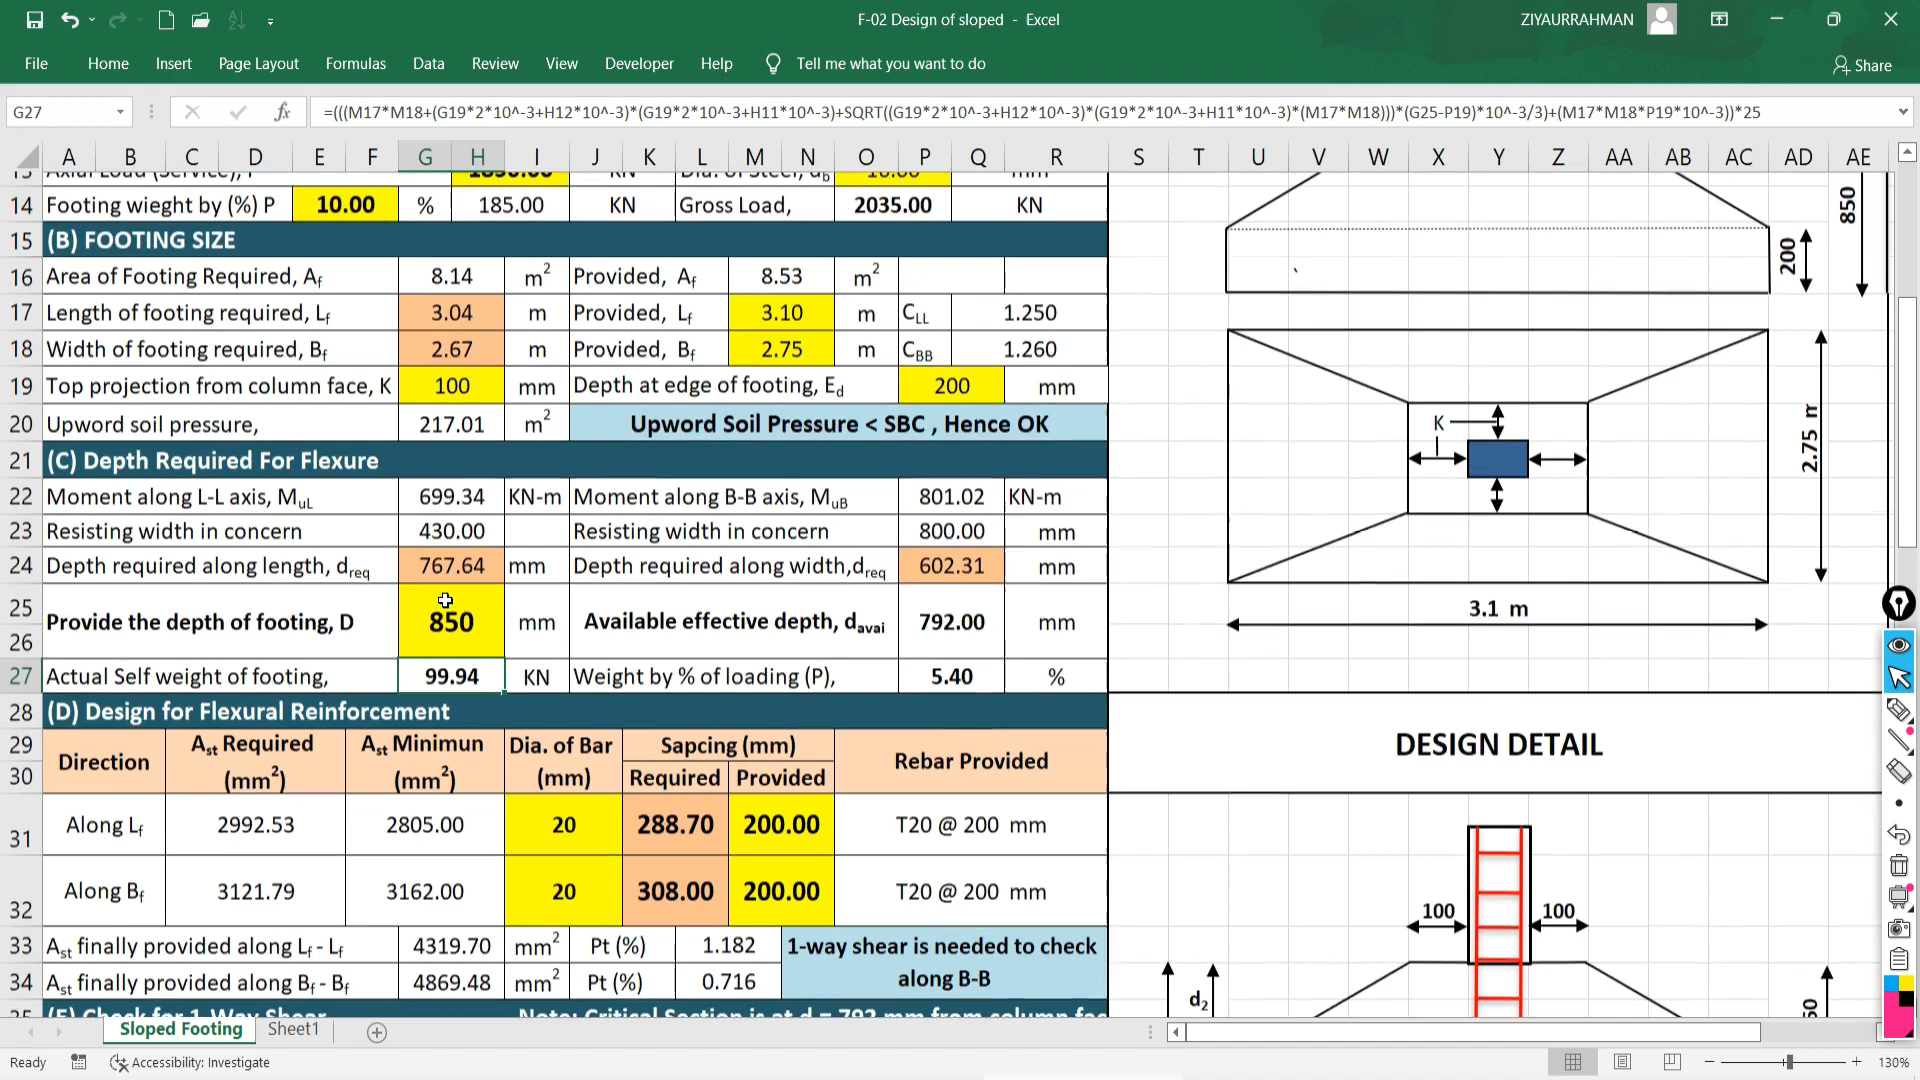 F-02 Design of sloped - Excel
ZIYAURRAHMAN
File Home Insert Page Layout Formulas Data Review View Developer Help Tell me what you want to do
Share
G27
fx
=(((M17*M18+(G19*2*10^-3+H12*10^-3)*(G19*2*10^-3+H11*10^-3)+SQRT((G19*2*10^-3+H12*10^-3)*(G19*2*10^-3+H11*10^-3)*(M17*M18)))*(G25-P19)*10^-3/3)+(M17*M18*P19*10^-3))*25
A B C D E F G H I J K L M N O P Q R S T U V W X Y Z AA AB AC AD AE
14 Footing wieght by (%) P 10.00 % 185.00 KN Gross Load, 2035.00 KN
15 (B) FOOTING SIZE
16 Area of Footing Required, Af 8.14 m2 Provided, Af 8.53 m2
17 Length of footing required, Lf 3.04 m Provided, Lf 3.10 m CLL 1.250
18 Width of footing required, Bf 2.67 m Provided, Bf 2.75 m CBB 1.260
19 Top projection from column face, K 100 mm Depth at edge of footing, Ed 200 mm
20 Upword soil pressure, 217.01 m2 Upword Soil Pressure < SBC , Hence OK
21 (C) Depth Required For Flexure
22 Moment along L-L axis, MuL 699.34 KN-m Moment along B-B axis, MuB 801.02 KN-m
23 Resisting width in concern 430.00 Resisting width in concern 800.00 mm
24 Depth required along length, dreq 767.64 mm Depth required along width,dreq 602.31 mm
25
Provide the depth of footing, D 850 mm Available effective depth, davai 792.00 mm
26
27 Actual Self weight of footing, 99.94 KN Weight by % of loading (P), 5.40 %
28 (D) Design for Flexural Reinforcement
29 Direction Ast Required Ast Minimun Dia. of Bar Sapcing (mm) Rebar Provided
30 (mm2) (mm2) (mm) Required Provided
31 Along Lf 2992.53 2805.00 20 288.70 200.00 T20 @ 200 mm
32 Along Bf 3121.79 3162.00 20 308.00 200.00 T20 @ 200 mm
33 Ast finally provided along Lf - Lf 4319.70 mm2 Pt (%) 1.182 1-way shear is needed to check
34 Ast finally provided along Bf - Bf 4869.48 mm2 Pt (%) 0.716 along B-B
850
200
K
2.75 m
3.1 m
DESIGN DETAIL
100 100
d2
Sloped Footing Sheet1
Ready Accessibility: Investigate
130%